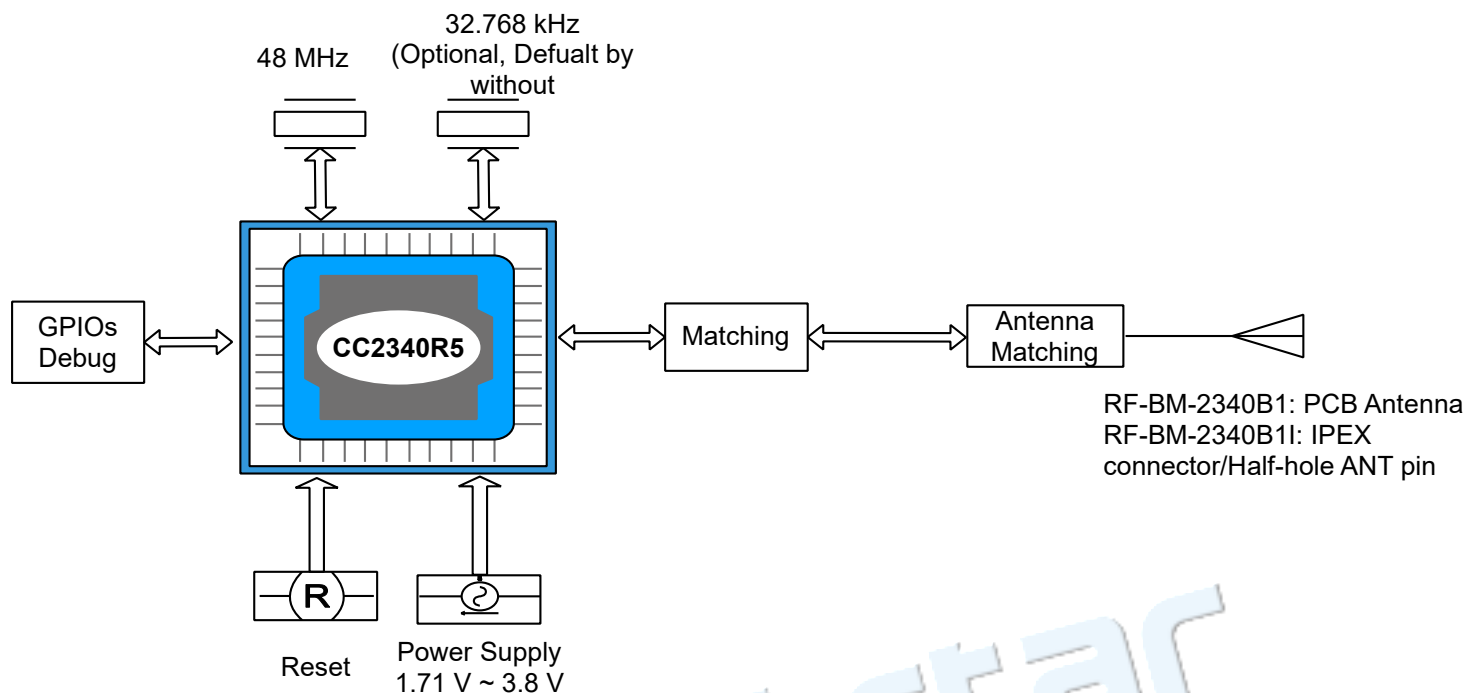 32.768 kHz
(Optional, Defualt by
without
48 MHz
GPIOs
Debug
CC2340R5
Matching
Antenna
Matching
RF-BM-2340B1: PCB Antenna
RF-BM-2340B1I: IPEX
connector/Half-hole ANT pin
R
Reset
Power Supply
1.71 V ~ 3.8 V